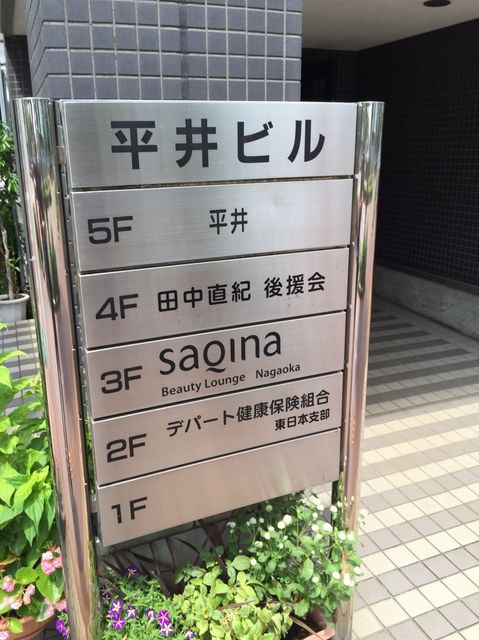 平井ビル
5F 平井
4F 田中直紀 後援会
3F saQina
Beauty Lounge Nagaoka
2F デパート健康保険組合
東日本支部
1F